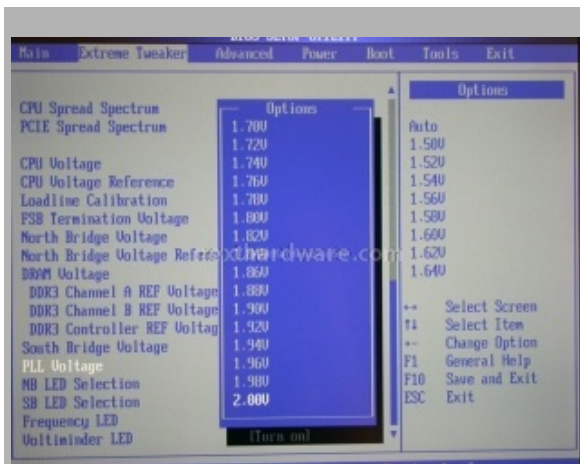 BIOS SETUP UTILITY
Main Extreme Tweaker Advanced Power Boot Tools Exit
CPU Spread Spectrum
PCIE Spread Spectrum
CPU Voltage
CPU Voltage Reference
Loadline Calibration
FSB Termination Voltage
North Bridge Voltage
North Bridge Voltage
DRAM Voltage
DDR3 Channel A REF Voltage
DDR3 Channel B REF Voltage
DDR3 Controller REF Voltag
South Bridge Voltage
PLL Voltage
NB LED Selection
SB LED Selection
Frequency LED
Voltiminder LED
Options
1.70V
1.72V
1.74V
1.76V
1.78V
1.80V
1.82V
1.86V
1.88V
1.90V
1.92V
1.94V
1.96V
1.98V
2.00V
[Turn on]
Options
Auto
1.50V
1.52V
1.54V
1.56V
1.58V
1.60V
1.62V
1.64V
↔ Select Screen
↑↓ Select Item
+- Change Option
F1 General Help
F10 Save and Exit
ESC Exit